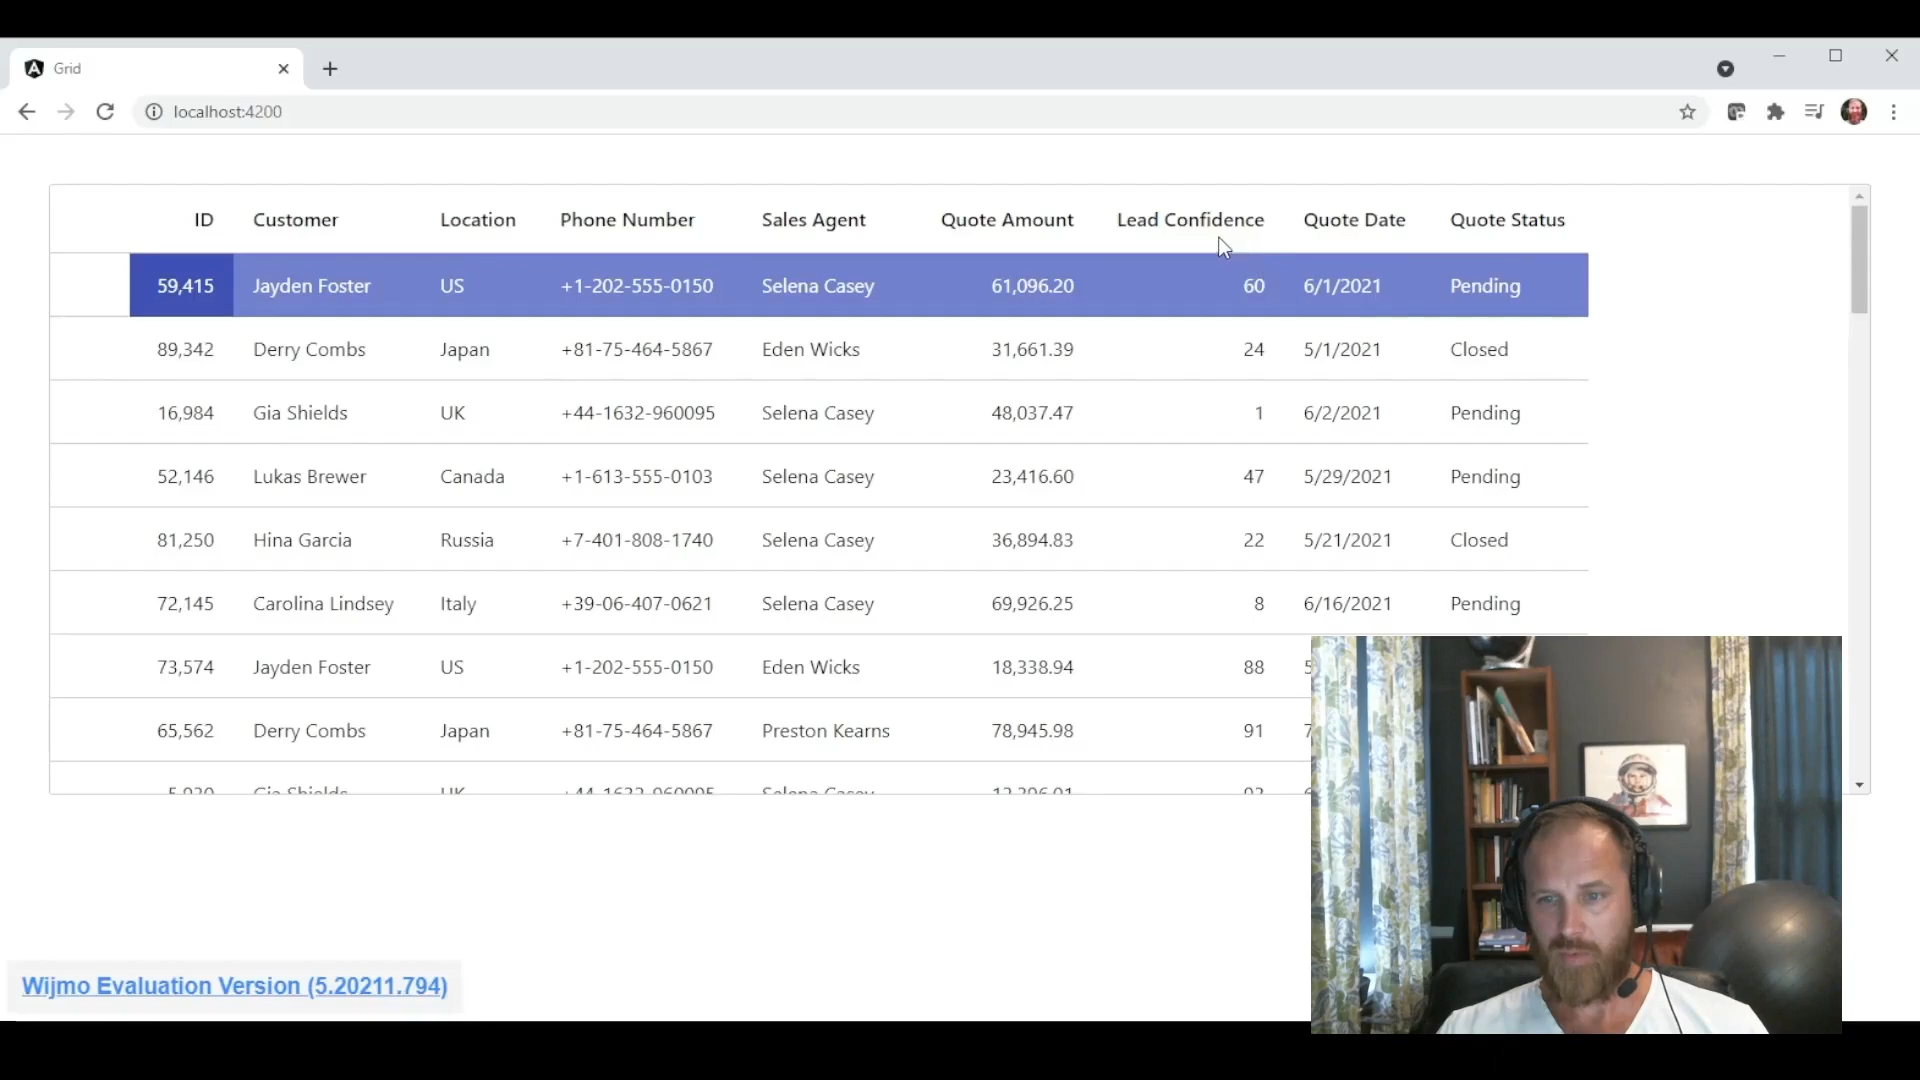 Grid
localhost:4200
ID Customer Location Phone Number Sales Agent Quote Amount Lead Confidence Quote Date Quote Status
59,415 Jayden Foster US +1-202-555-0150 Selena Casey 61,096.20 60 6/1/2021 Pending
89,342 Derry Combs Japan +81-75-464-5867 Eden Wicks 31,661.39 24 5/1/2021 Closed
16,984 Gia Shields UK +44-1632-960095 Selena Casey 48,037.47 1 6/2/2021 Pending
52,146 Lukas Brewer Canada +1-613-555-0103 Selena Casey 23,416.60 47 5/29/2021 Pending
81,250 Hina Garcia Russia +7-401-808-1740 Selena Casey 36,894.83 22 5/21/2021 Closed
72,145 Carolina Lindsey Italy +39-06-407-0621 Selena Casey 69,926.25 8 6/16/2021 Pending
73,574 Jayden Foster US +1-202-555-0150 Eden Wicks 18,338.94 88
65,562 Derry Combs Japan +81-75-464-5867 Preston Kearns 78,945.98 91
Gia Shields UK +44-1632-960095 Selena Casey
Wijmo Evaluation Version (5.20211.794)